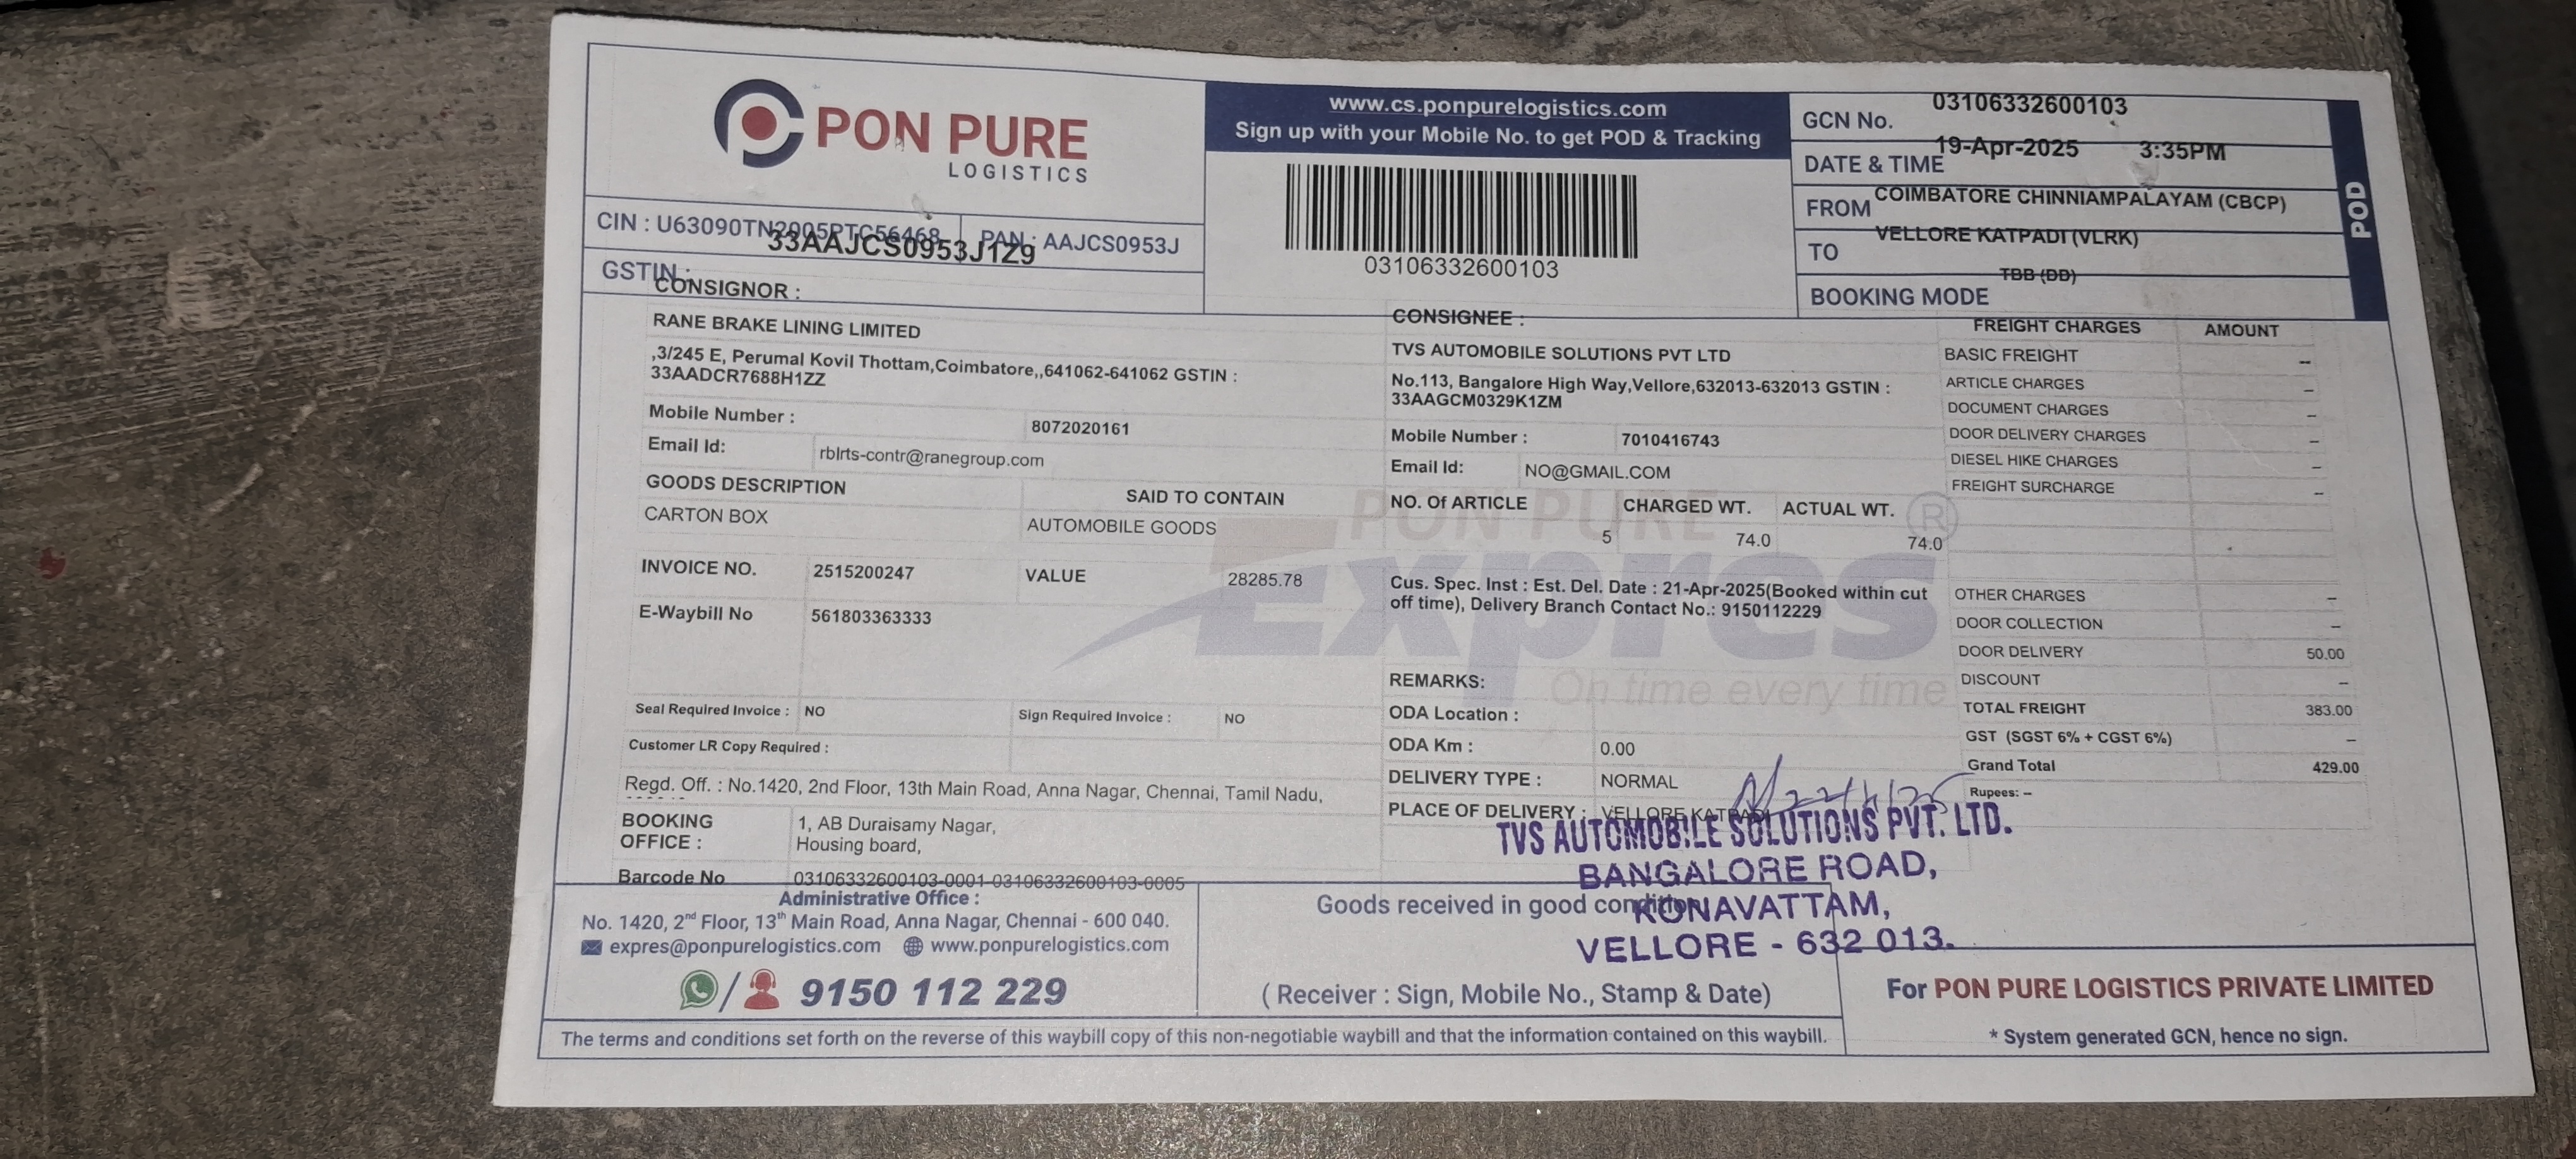 PON PURE
LOGISTICS
www.cs.ponpurelogistics.com
Sign up with your Mobile No. to get POD & Tracking
03106332600103
GCN No. 03106332600103
DATE & TIME 19-Apr-2025 3:35PM
FROM COIMBATORE CHINNIAMPALAYAM (CBCP)
TO VELLORE KATPADI (VLRK)
BOOKING MODE TBB (DD)
POD
CIN : U63090TN2005PTC56468 PAN : AAJCS0953J
GSTIN : 33AAJCS0953J1Z9
CONSIGNOR :
RANE BRAKE LINING LIMITED
,3/245 E, Perumal Kovil Thottam,Coimbatore,,641062-641062 GSTIN :
33AADCR7688H1ZZ
Mobile Number : 8072020161
Email Id: rblrts-contr@ranegroup.com
GOODS DESCRIPTION SAID TO CONTAIN
CARTON BOX AUTOMOBILE GOODS
INVOICE NO. 2515200247 VALUE 28285.78
E-Waybill No 561803363333
Seal Required Invoice : NO Sign Required Invoice : NO
Customer LR Copy Required :
Regd. Off. : No.1420, 2nd Floor, 13th Main Road, Anna Nagar, Chennai, Tamil Nadu,
BOOKING OFFICE : 1, AB Duraisamy Nagar,
Housing board,
Barcode No 03106332600103-0001-03106332600103-0005
CONSIGNEE :
TVS AUTOMOBILE SOLUTIONS PVT LTD
No.113, Bangalore High Way,Vellore,632013-632013 GSTIN :
33AAGCM0329K1ZM
Mobile Number : 7010416743
Email Id: NO@GMAIL.COM
NO. Of ARTICLE CHARGED WT. ACTUAL WT.
5 74.0 74.0
Cus. Spec. Inst : Est. Del. Date : 21-Apr-2025(Booked within cut
off time), Delivery Branch Contact No.: 9150112229
REMARKS:
ODA Location :
ODA Km : 0.00
DELIVERY TYPE : NORMAL
PLACE OF DELIVERY : VELLORE KATPADI
PON PURE
Expres ®
On time every time
FREIGHT CHARGES AMOUNT
BASIC FREIGHT –
ARTICLE CHARGES –
DOCUMENT CHARGES –
DOOR DELIVERY CHARGES –
DIESEL HIKE CHARGES –
FREIGHT SURCHARGE –
OTHER CHARGES –
DOOR COLLECTION –
DOOR DELIVERY 50.00
DISCOUNT –
TOTAL FREIGHT 383.00
GST (SGST 6% + CGST 6%) –
Grand Total 429.00
Rupees: –
TVS AUTOMOBILE SOLUTIONS PVT. LTD.
BANGALORE ROAD,
KONAVATTAM,
VELLORE - 632 013.
Administrative Office :
No. 1420, 2nd Floor, 13th Main Road, Anna Nagar, Chennai - 600 040.
expres@ponpurelogistics.com www.ponpurelogistics.com
9150 112 229
Goods received in good condition
( Receiver : Sign, Mobile No., Stamp & Date)
For PON PURE LOGISTICS PRIVATE LIMITED
* System generated GCN, hence no sign.
The terms and conditions set forth on the reverse of this waybill copy of this non-negotiable waybill and that the information contained on this waybill.